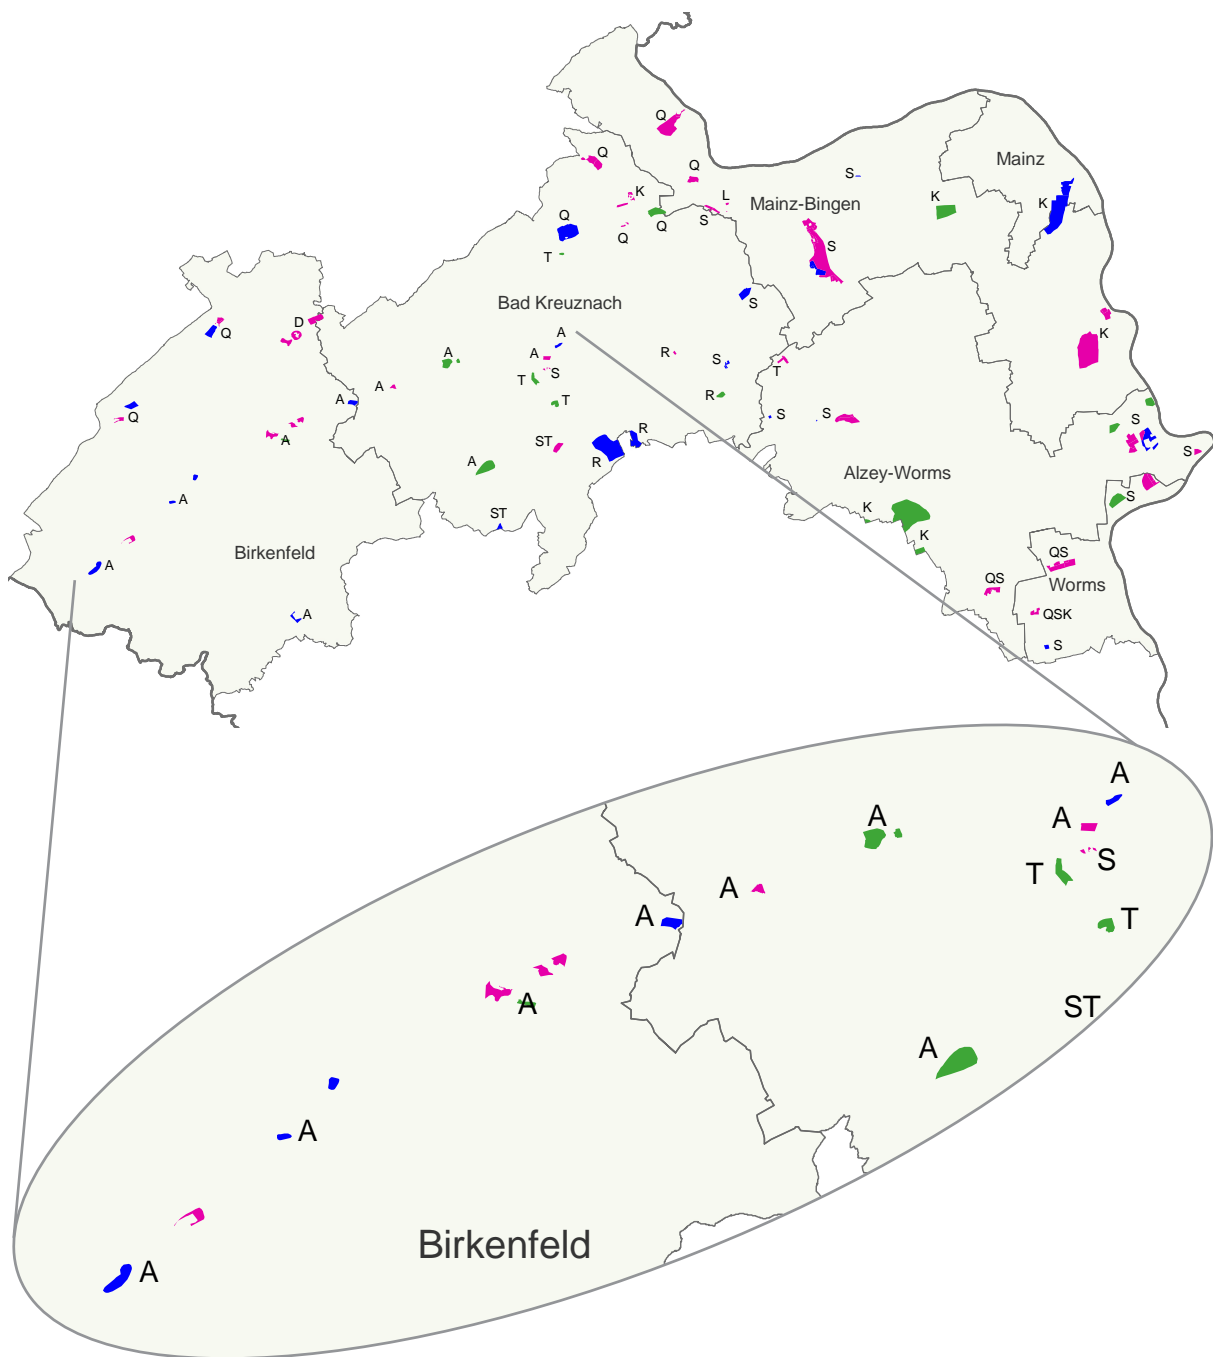 Q
Q
Mainz
Q
K
L
S
K
K
Mainz-Bingen
Q
S
Q
Q
S
T
Bad Kreuznach
S
D
Q
A
K
A
A
R
S
S
T
T
A
A
T
R
Q
S
S
S
A
ST
R
S
A
R
A
Alzey-Worms
S
A
ST
K
K
Birkenfeld
QS
A
QS
Worms
A
QSK
S
A
A
A
S
A
T
A
A
T
A
ST
A
A
Birkenfeld
A